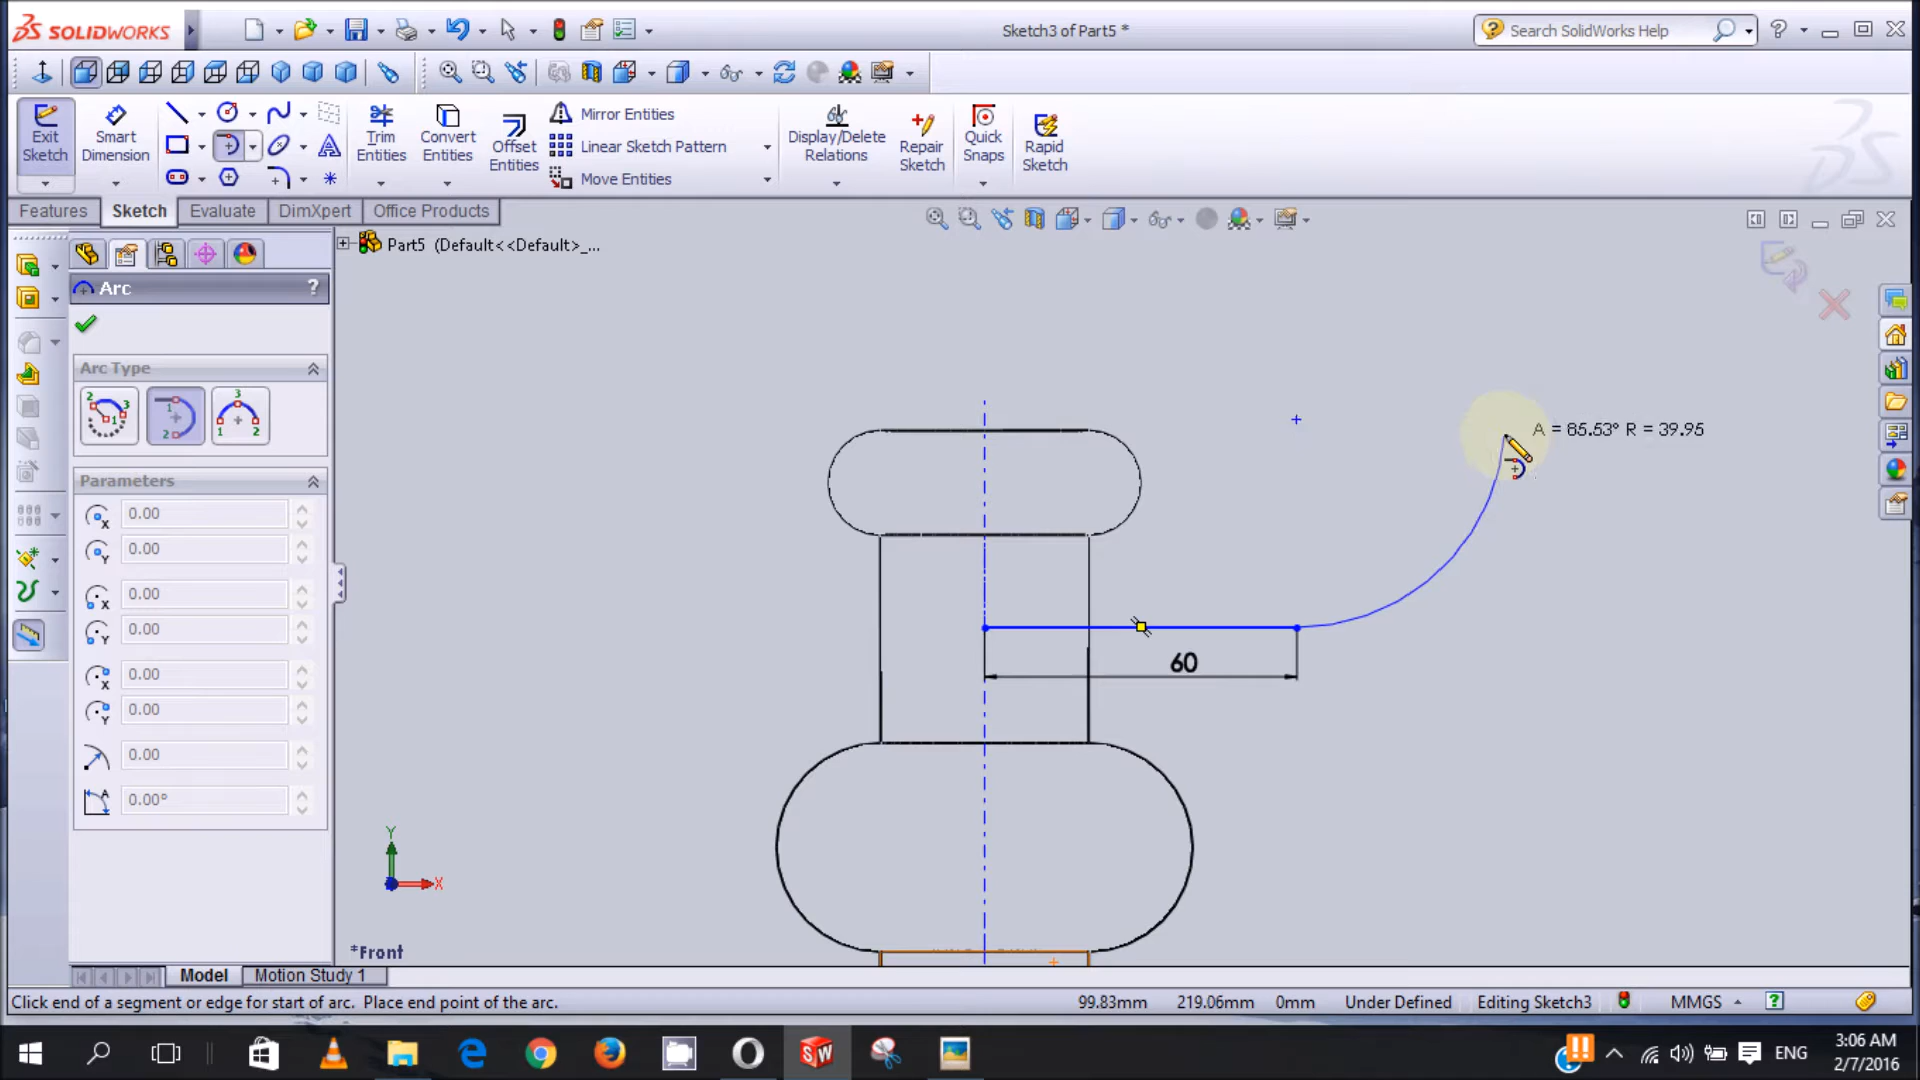 SOLIDWORKS
Sketch3 of Part5 *
Search SolidWorks Help
Exit Sketch
Smart Dimension
Trim Entities
Convert Entities
Offset Entities
Mirror Entities
Linear Sketch Pattern
Move Entities
Display/Delete Relations
Repair Sketch
Quick Snaps
Rapid Sketch
Features
Sketch
Evaluate
DimXpert
Office Products
Part5 (Default<<Default>_...
Arc
?
Arc Type
Parameters
0.00
0.00
0.00
0.00
0.00
0.00
0.00
0.00°
A = 85.53° R = 39.95
60
Y
X
*Front
Model
Motion Study 1
Click end of a segment or edge for start of arc. Place end point of the arc.
99.83mm
219.06mm
0mm
Under Defined
Editing Sketch3
MMGS
?
ENG
3:06 AM
2/7/2016